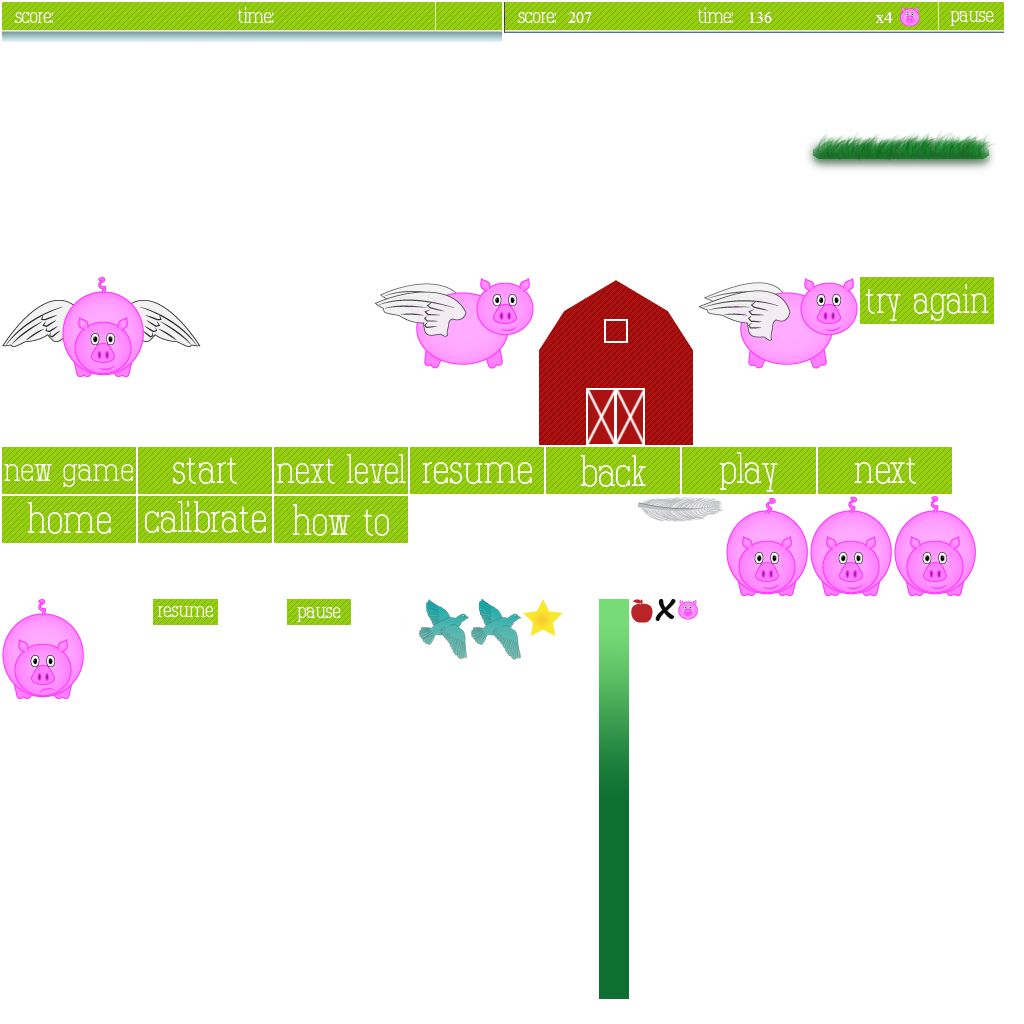 score: time:
score: 207 time: 136 x4 pause
try again
new game start next level resume back play next
home calibrate how to
resume pause